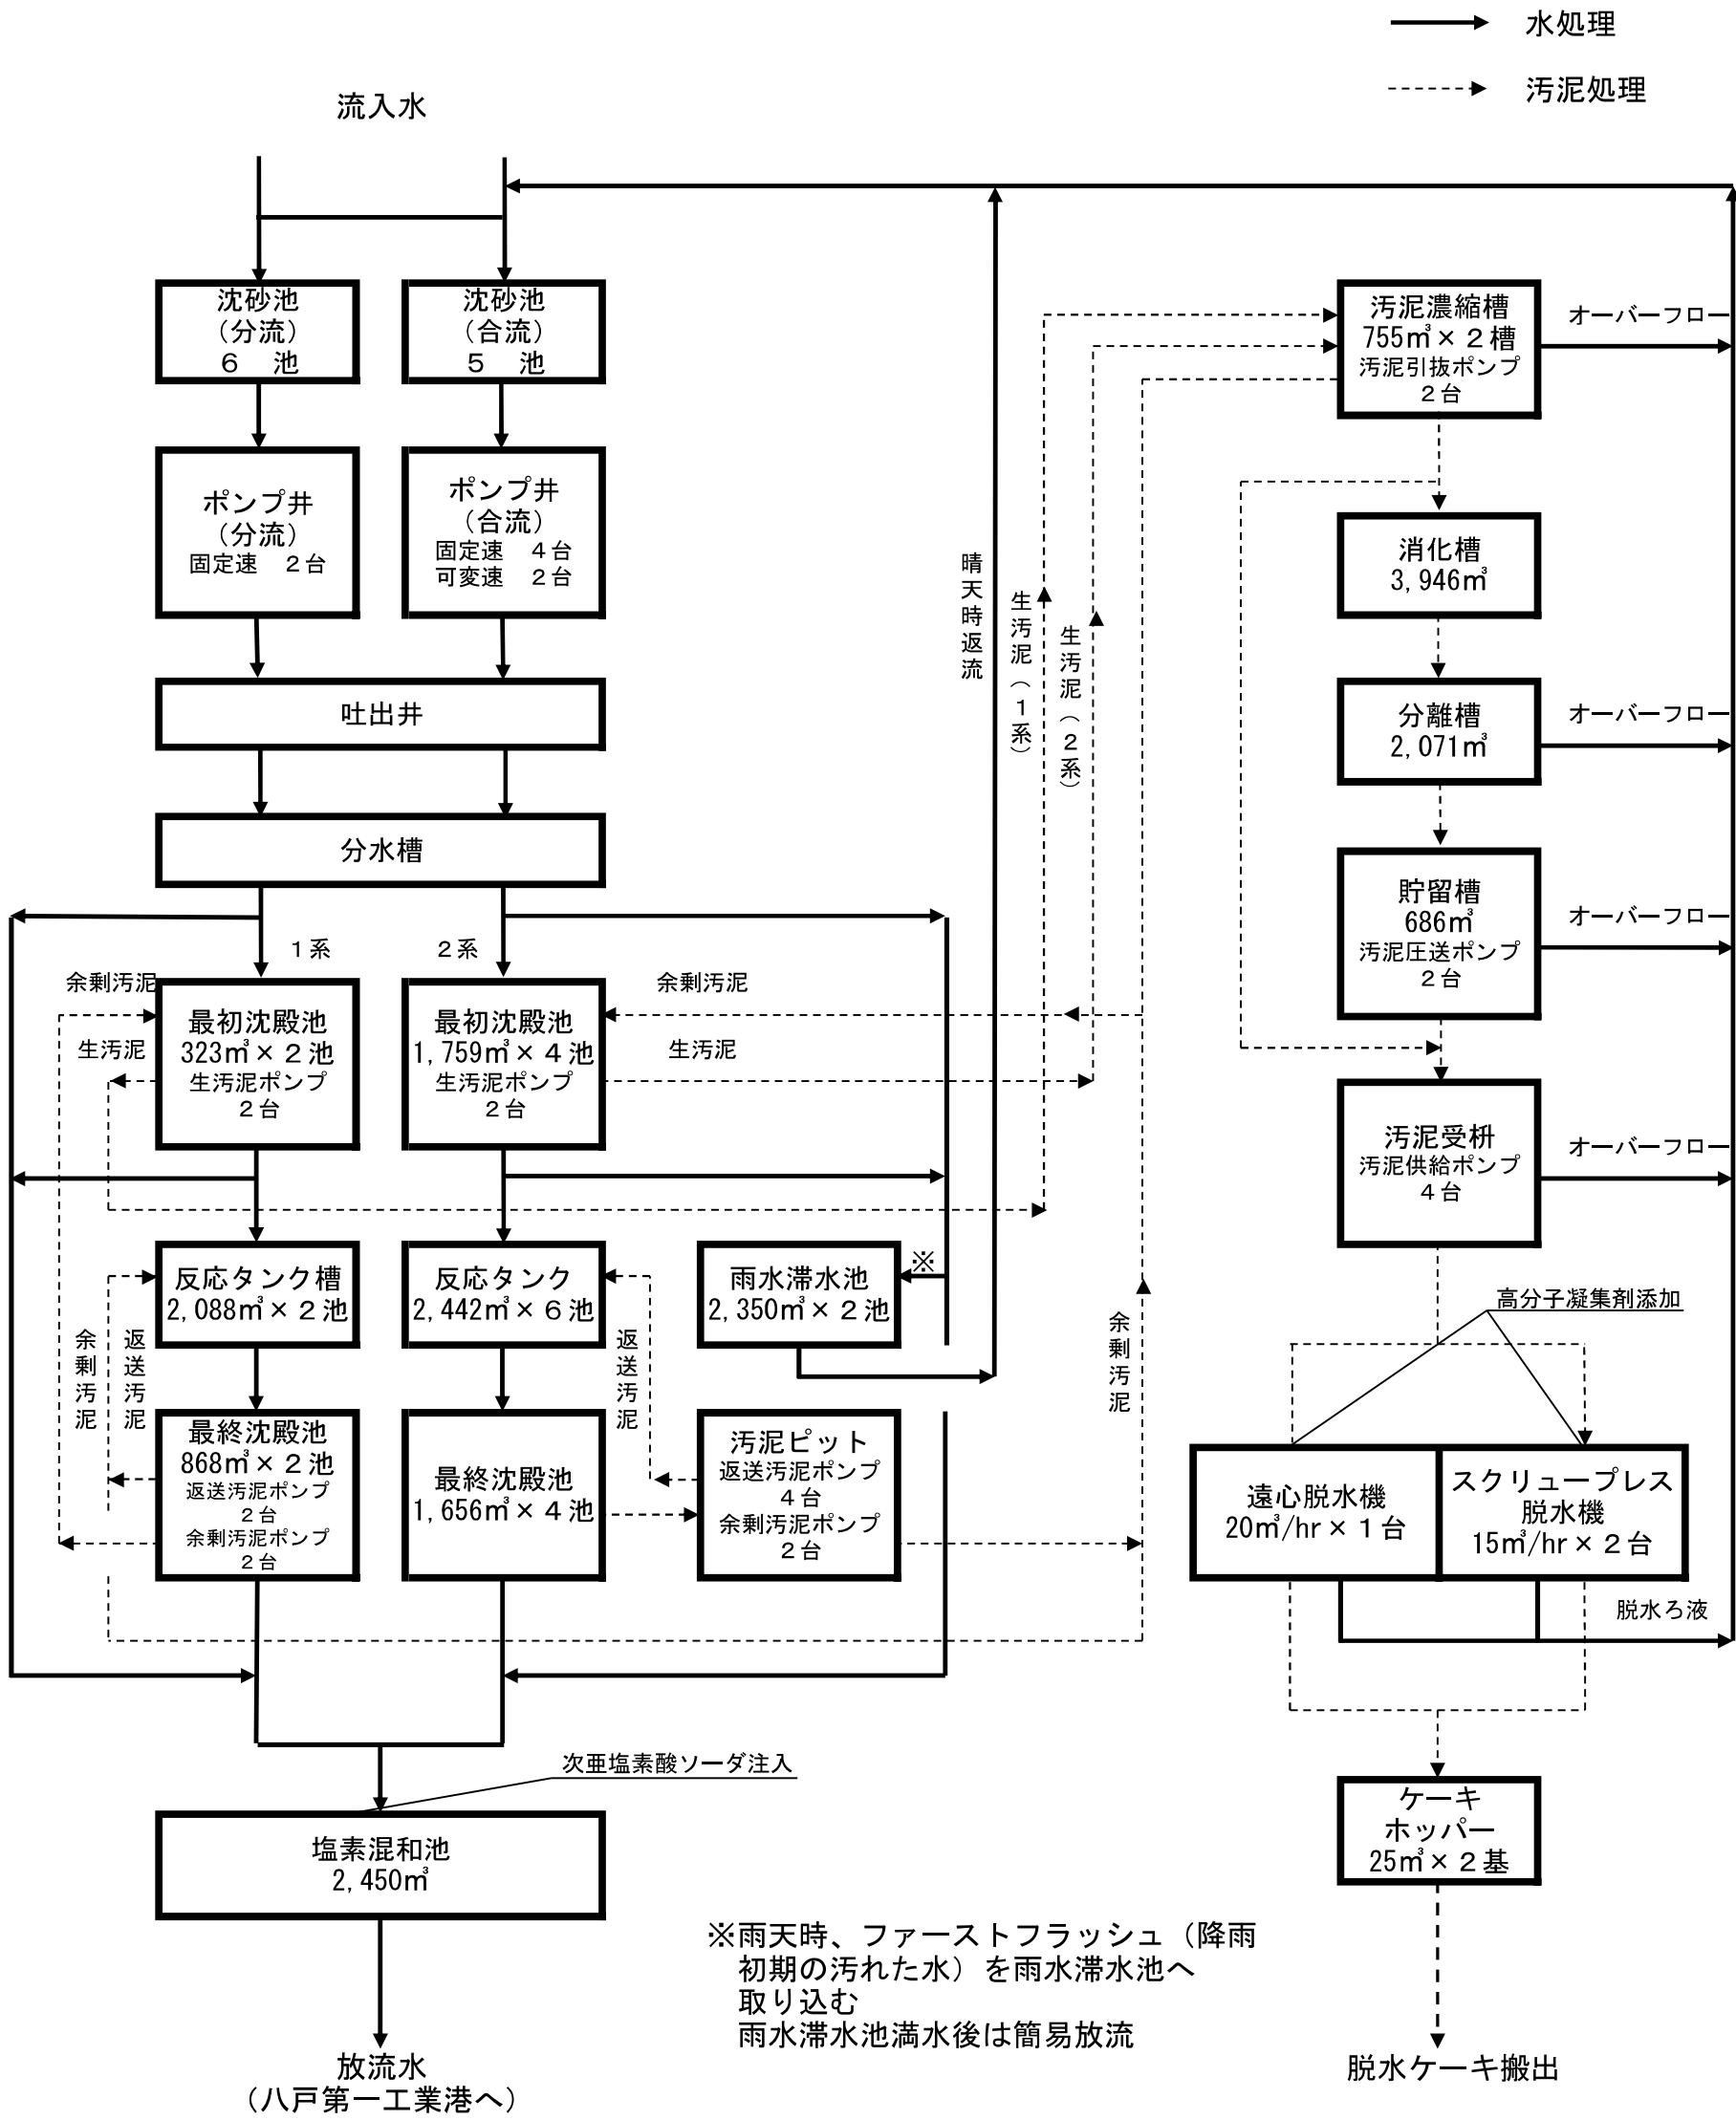 水処理
汚泥処理
流入水
沈砂池
（分流）
６　池
沈砂池
（合流）
５　池
ポンプ井
（分流）
固定速　２台
ポンプ井
（合流）
固定速　４台
可変速　２台
吐出井
分水槽
１系
２系
余剰汚泥
生汚泥
最初沈殿池
323㎥×２池
生汚泥ポンプ
２台
最初沈殿池
1,759㎥×４池
生汚泥ポンプ
２台
余剰汚泥
生汚泥
晴天時返流
生汚泥（１系）
生汚泥（２系）
反応タンク槽
2,088㎥×２池
反応タンク
2,442㎥×６池
雨水滞水池
2,350㎥×２池
※
余剰汚泥
返送汚泥
返送汚泥
余剰汚泥
最終沈殿池
868㎥×２池
返送汚泥ポンプ
２台
余剰汚泥ポンプ
２台
最終沈殿池
1,656㎥×４池
汚泥ピット
返送汚泥ポンプ
４台
余剰汚泥ポンプ
２台
次亜塩素酸ソーダ注入
塩素混和池
2,450㎥
放流水
（八戸第一工業港へ）
汚泥濃縮槽
755㎥×２槽
汚泥引抜ポンプ
２台
オーバーフロー
消化槽
3,946㎥
分離槽
2,071㎥
オーバーフロー
貯留槽
686㎥
汚泥圧送ポンプ
２台
オーバーフロー
汚泥受枡
汚泥供給ポンプ
４台
オーバーフロー
高分子凝集剤添加
遠心脱水機
20㎥/hr×１台
スクリュープレス
脱水機
15㎥/hr×２台
脱水ろ液
ケーキ
ホッパー
25㎥×２基
脱水ケーキ搬出
※雨天時、ファーストフラッシュ（降雨
初期の汚れた水）を雨水滞水池へ
取り込む
雨水滞水池満水後は簡易放流